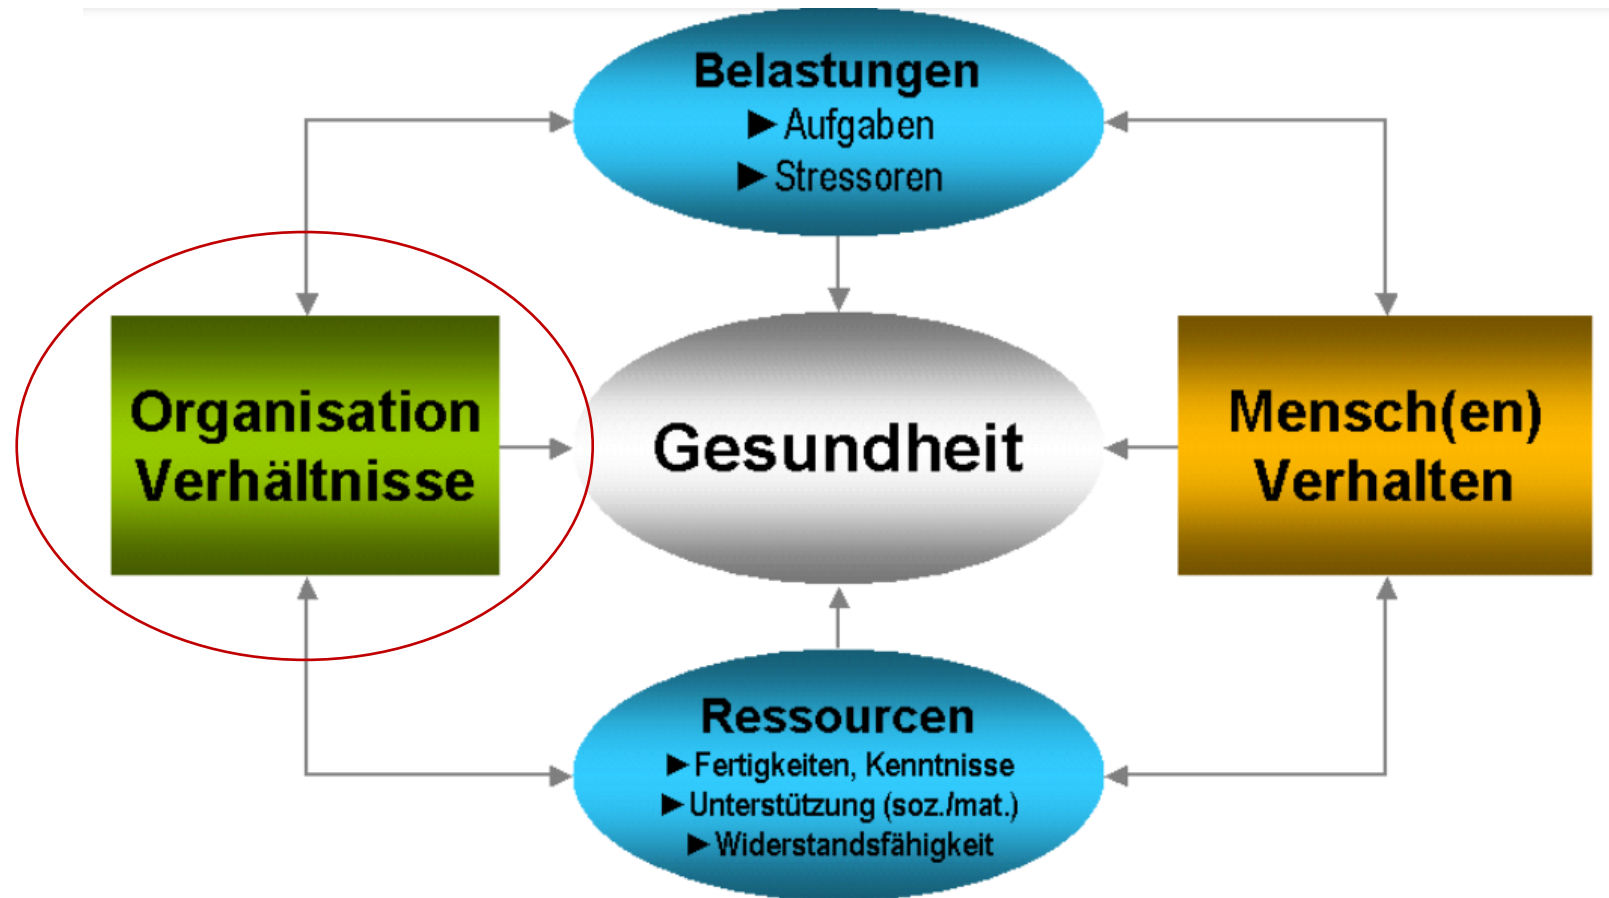 Belastungen
►Aufgaben
►Stressoren
Organisation
Verhältnisse
Gesundheit
Mensch(en)
Verhalten
Ressourcen
►Fertigkeiten, Kenntnisse
►Unterstützung (soz./mat.)
►Widerstandsfähigkeit